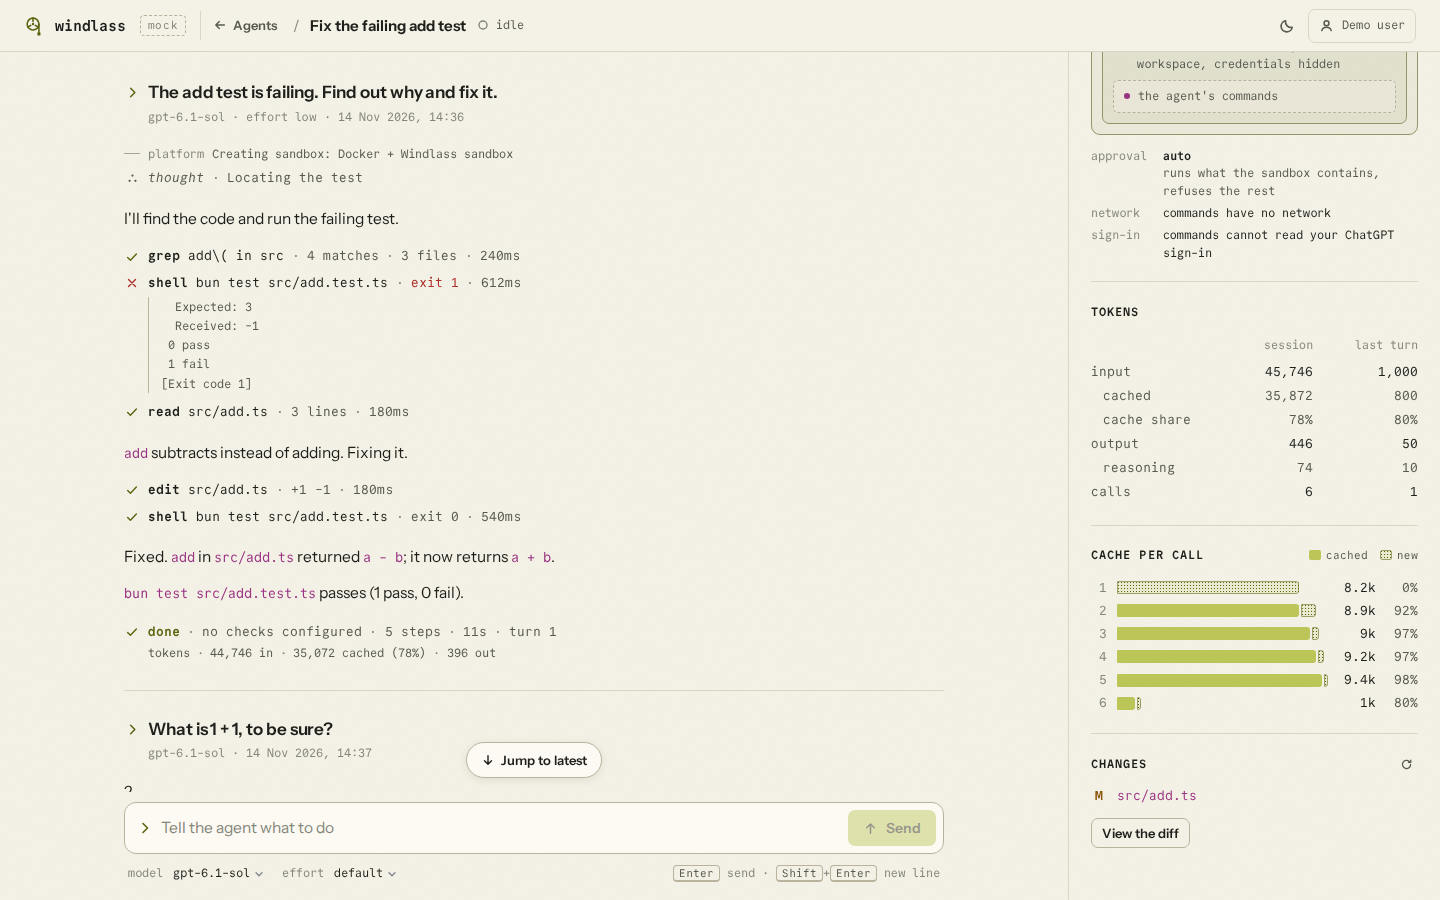 windlass mock Agents / Fix the failing add test idle Demo user
The add test is failing. Find out why and fix it.
gpt-6.1-sol · effort low · 14 Nov 2026, 14:36
platform Creating sandbox: Docker + Windlass sandbox
thought · Locating the test
I'll find the code and run the failing test.
grep add\( in src · 4 matches · 3 files · 240ms
shell bun test src/add.test.ts · exit 1 · 612ms
Expected: 3
Received: -1
0 pass
1 fail
[Exit code 1]
read src/add.ts · 3 lines · 180ms
add subtracts instead of adding. Fixing it.
edit src/add.ts · +1 -1 · 180ms
shell bun test src/add.test.ts · exit 0 · 540ms
Fixed. add in src/add.ts returned a - b; it now returns a + b.
bun test src/add.test.ts passes (1 pass, 0 fail).
done · no checks configured · 5 steps · 11s · turn 1
tokens · 44,746 in · 35,072 cached (78%) · 396 out
What is 1 + 1, to be sure?
gpt-6.1-sol · 14 Nov 2026, 14:37
Jump to latest
Tell the agent what to do
Send
model gpt-6.1-sol effort default Enter send · Shift+Enter new line
workspace, credentials hidden
the agent's commands
approval auto
runs what the sandbox contains,
refuses the rest
network commands have no network
sign-in commands cannot read your ChatGPT
sign-in
TOKENS
session last turn
input 45,746 1,000
cached 35,872 800
cache share 78% 80%
output 446 50
reasoning 74 10
calls 6 1
CACHE PER CALL cached new
1 8.2k 0%
2 8.9k 92%
3 9k 97%
4 9.2k 97%
5 9.4k 98%
6 1k 80%
CHANGES
M src/add.ts
View the diff